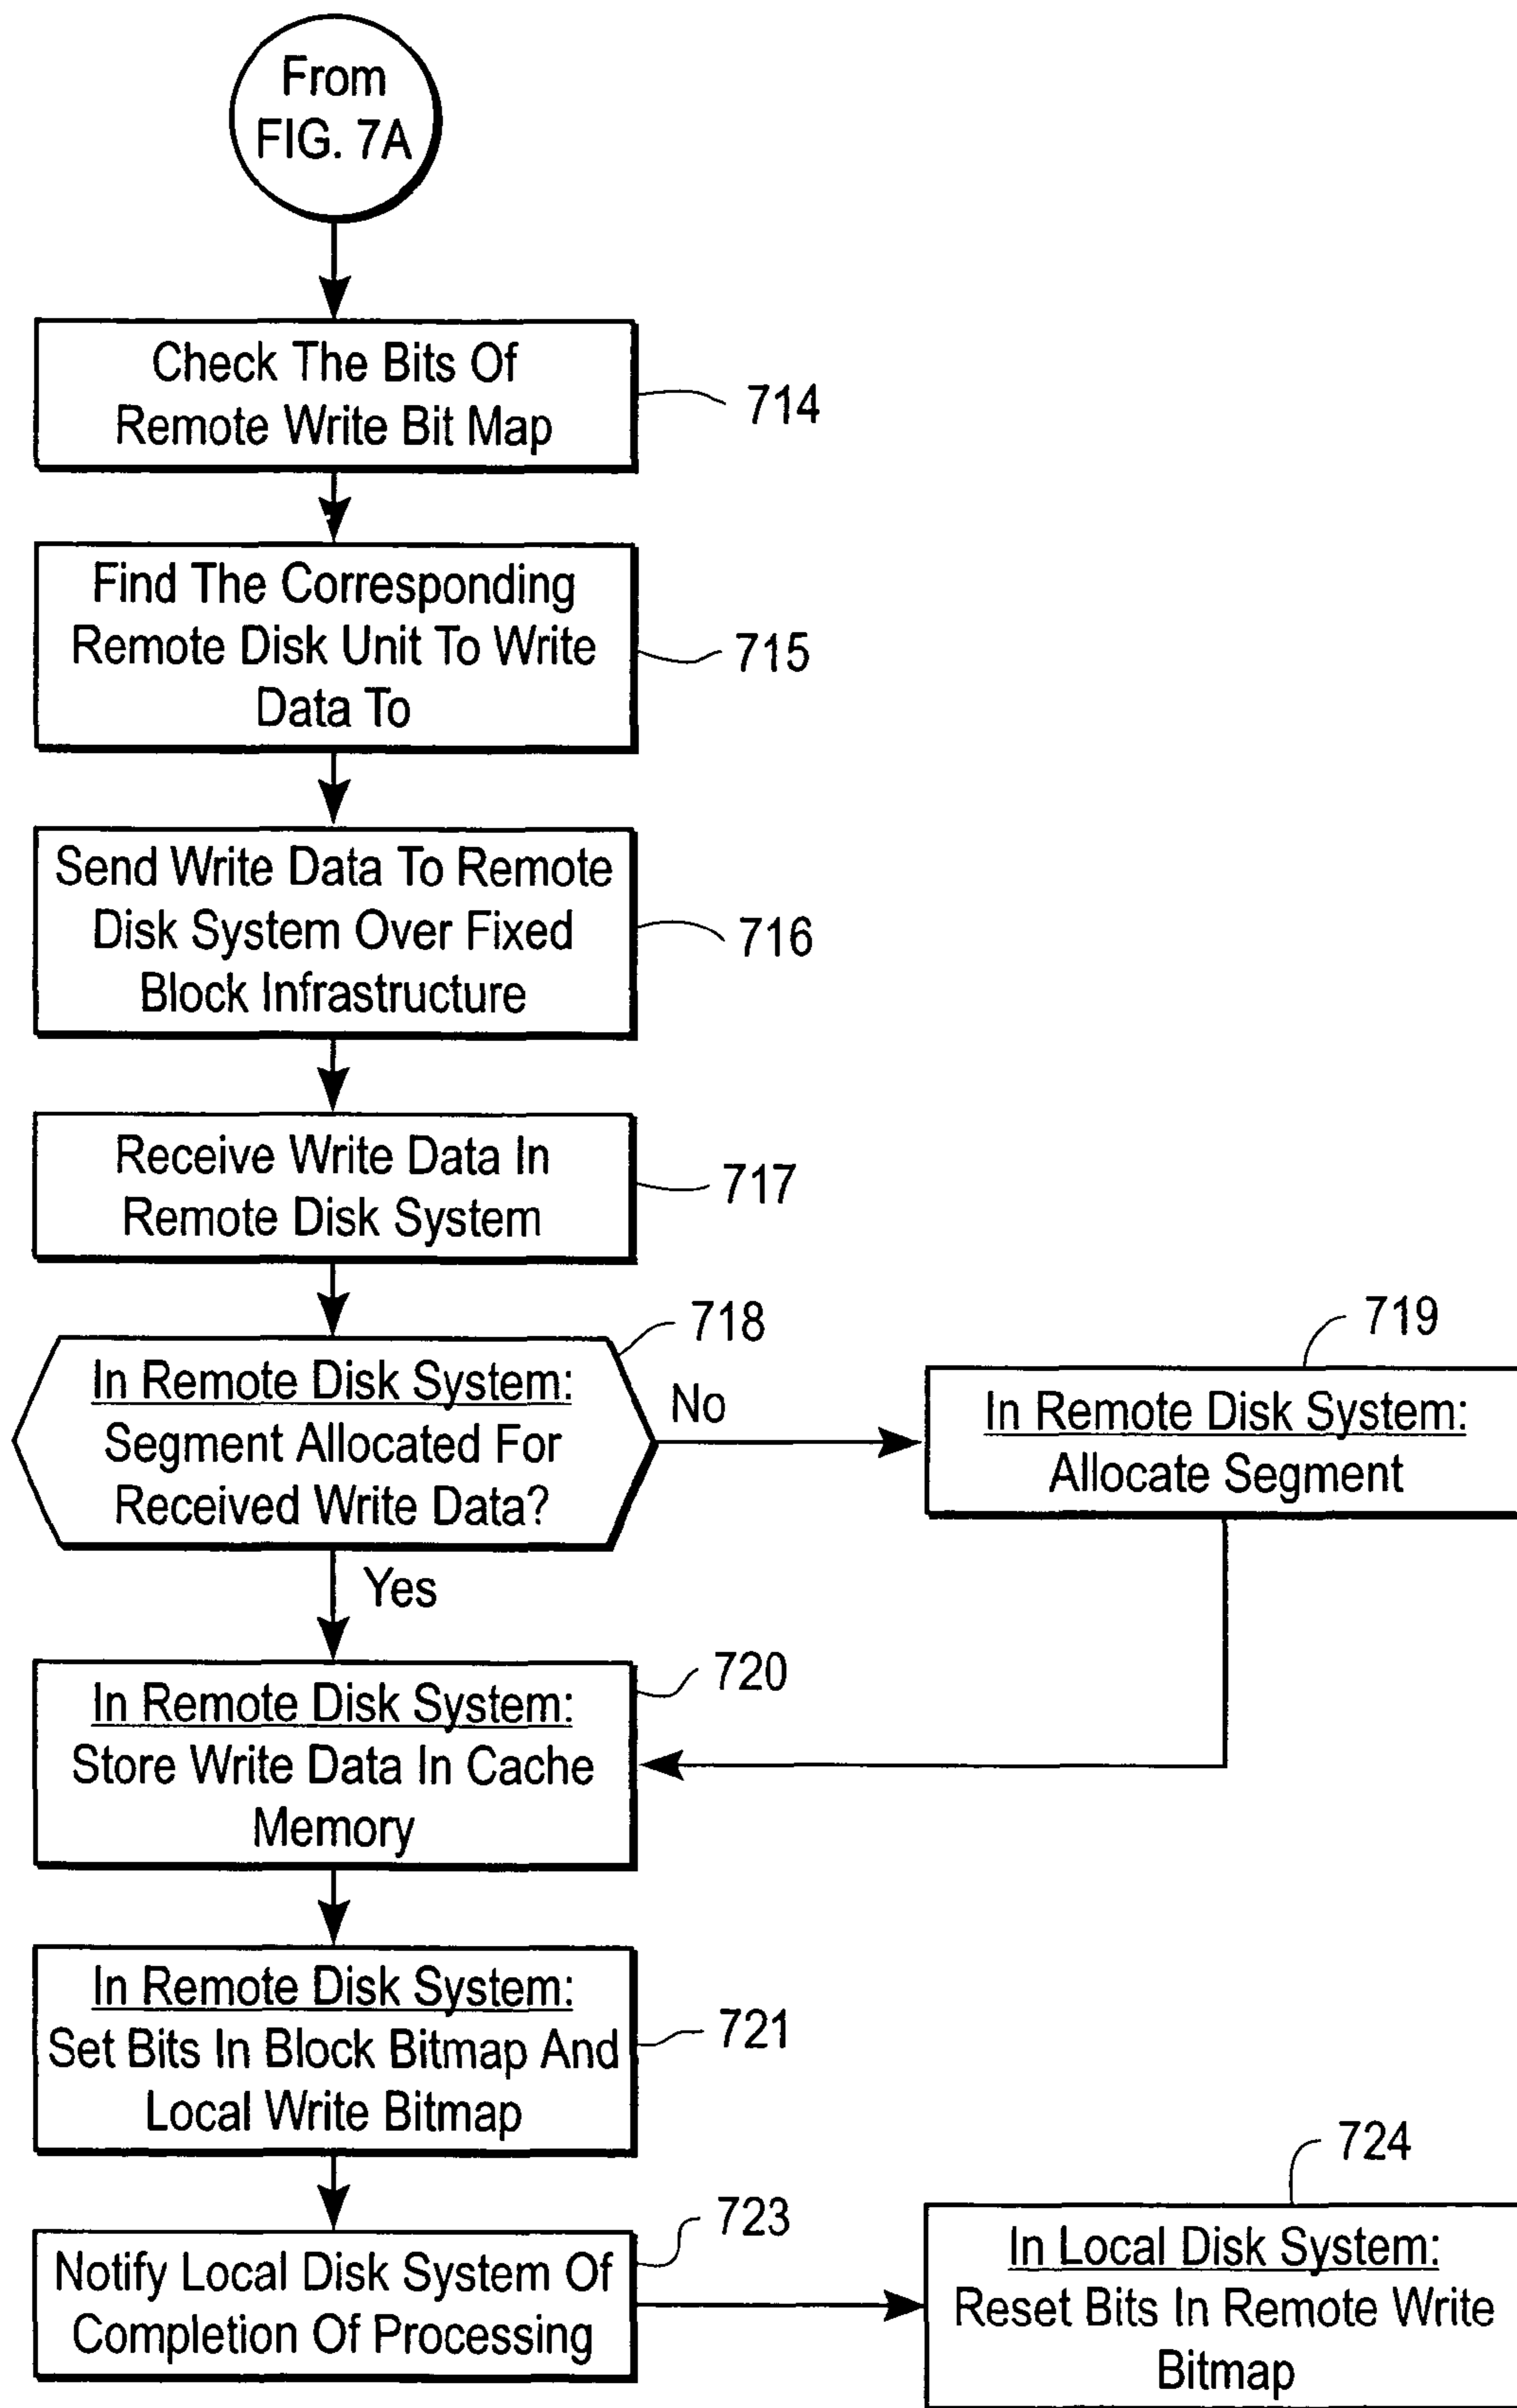 From
FIG. 7A
Check The Bits Of
Remote Write Bit Map
714
Find The Corresponding
Remote Disk Unit To Write
Data To
715
Send Write Data To Remote
Disk System Over Fixed
Block Infrastructure
716
Receive Write Data In
Remote Disk System
717
718
In Remote Disk System:
Segment Allocated For
Received Write Data?
No
719
In Remote Disk System:
Allocate Segment
Yes
720
In Remote Disk System:
Store Write Data In Cache
Memory
In Remote Disk System:
Set Bits In Block Bitmap And
Local Write Bitmap
721
723
Notify Local Disk System Of
Completion Of Processing
724
In Local Disk System:
Reset Bits In Remote Write
Bitmap